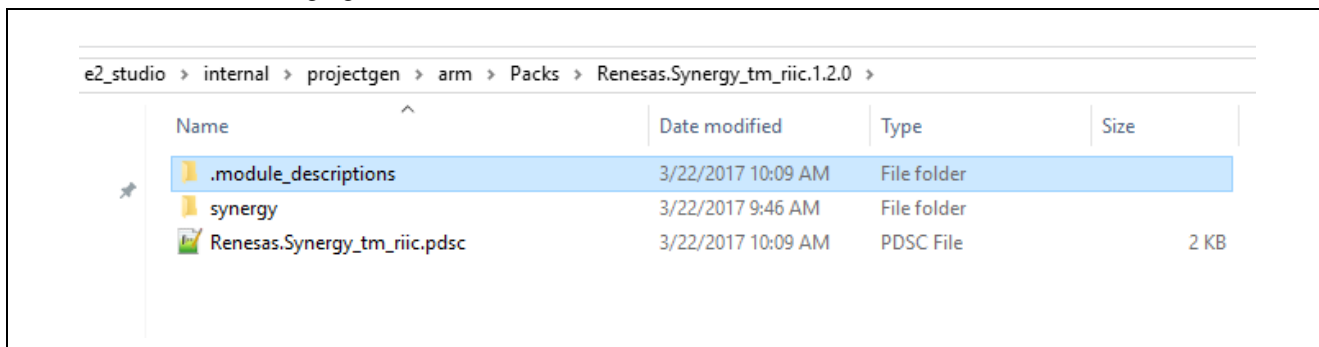 e2_studio > internal > projectgen > arm > Packs > Renesas.Synergy_tm_riic.1.2.0 >
Name Date modified Type Size
.module_descriptions 3/22/2017 10:09 AM File folder
synergy 3/22/2017 9:46 AM File folder
Renesas.Synergy_tm_riic.pdsc 3/22/2017 10:09 AM PDSC File 2 KB